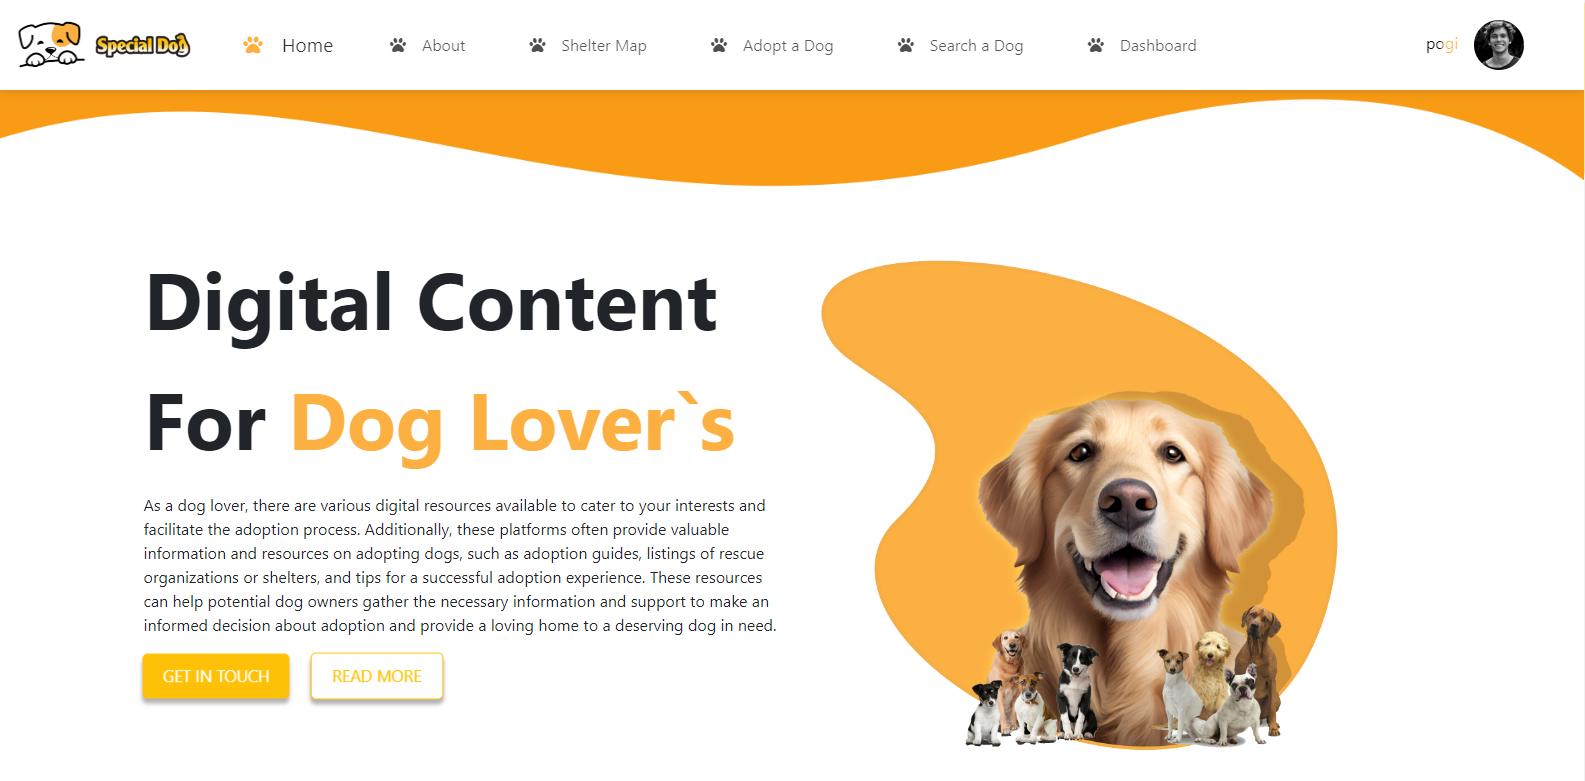 Special Dog
Home
About
Shelter Map
Adopt a Dog
Search a Dog
Dashboard
pogi
Digital Content
For Dog Lover`s
As a dog lover, there are various digital resources available to cater to your interests and
facilitate the adoption process. Additionally, these platforms often provide valuable
information and resources on adopting dogs, such as adoption guides, listings of rescue
organizations or shelters, and tips for a successful adoption experience. These resources
can help potential dog owners gather the necessary information and support to make an
informed decision about adoption and provide a loving home to a deserving dog in need.
GET IN TOUCH
READ MORE